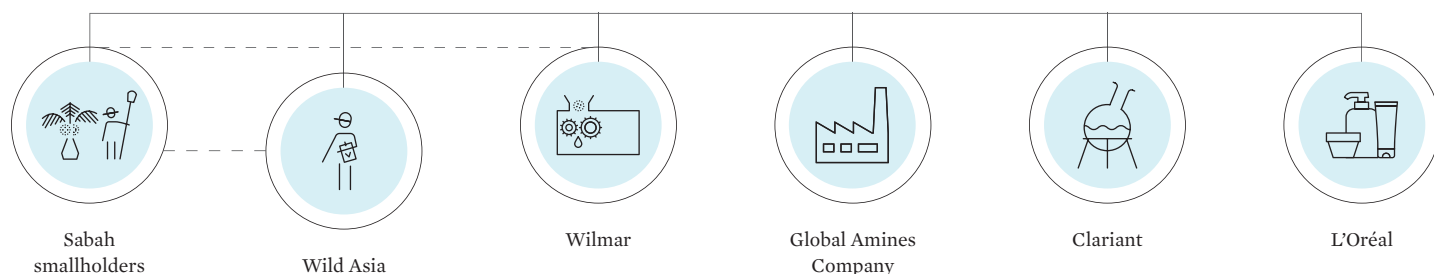 Sabah
smallholders
Wild Asia
Wilmar
Global Amines
Company
Clariant
L’Oréal